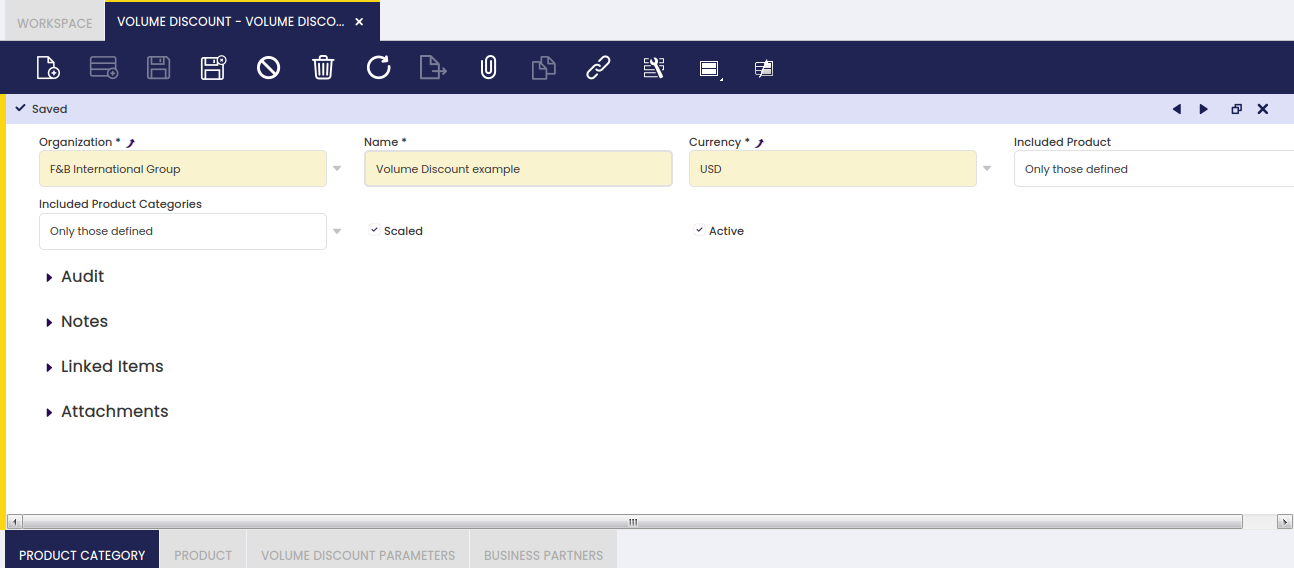 WORKSPACE
VOLUME DISCOUNT - VOLUME DISCO...
Saved
Organization *
Name *
Currency *
Included Product
F&B International Group
Volume Discount example
USD
Only those defined
Included Product Categories
Only those defined
Scaled
Active
Audit
Notes
Linked Items
Attachments
PRODUCT CATEGORY
PRODUCT
VOLUME DISCOUNT PARAMETERS
BUSINESS PARTNERS